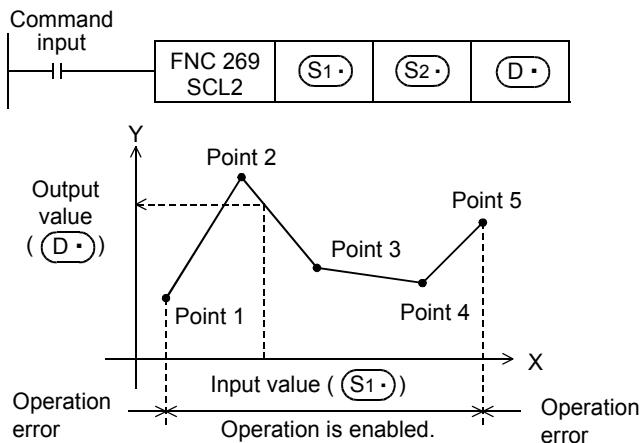 Command
input
FNC 269
SCL2
S1·
S2·
D·
Y
Point 2
Output
value
( D· )
Point 5
Point 3
Point 1
Point 4
X
Input value ( S1· )
Operation
error
Operation is enabled.
Operation
error